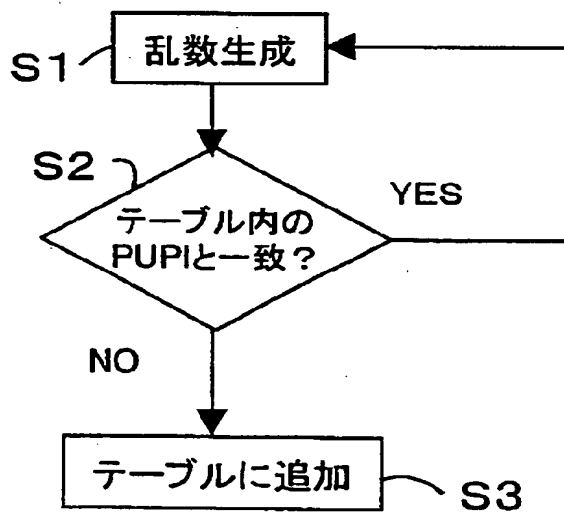 S1
乱数生成
S2
テーブル内の
PUPIと一致?
YES
NO
テーブルに追加
S3